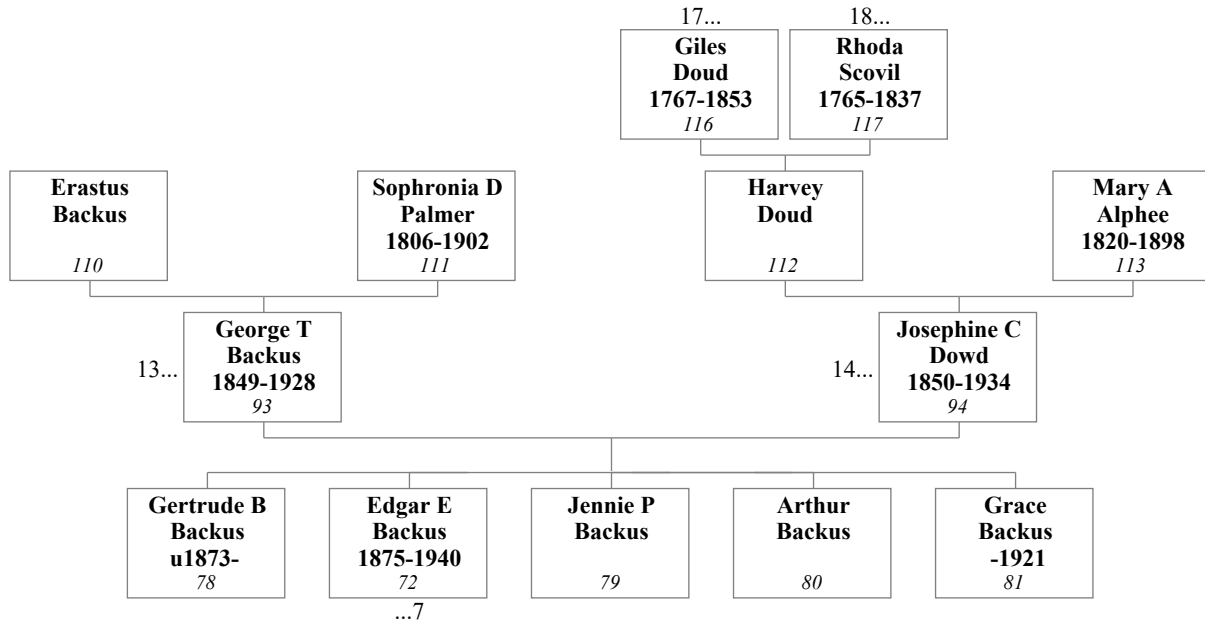 17...
18...
Giles
Doud
1767-1853
116
Rhoda
Scovil
1765-1837
117
Erastus
Backus
110
Sophronia D
Palmer
1806-1902
111
Harvey
Doud
112
Mary A
Alphee
1820-1898
113
13...
George T
Backus
1849-1928
93
14...
Josephine C
Dowd
1850-1934
94
Gertrude B
Backus
u1873-
78
Edgar E
Backus
1875-1940
72
...7
Jennie P
Backus
79
Arthur
Backus
80
Grace
Backus
-1921
81